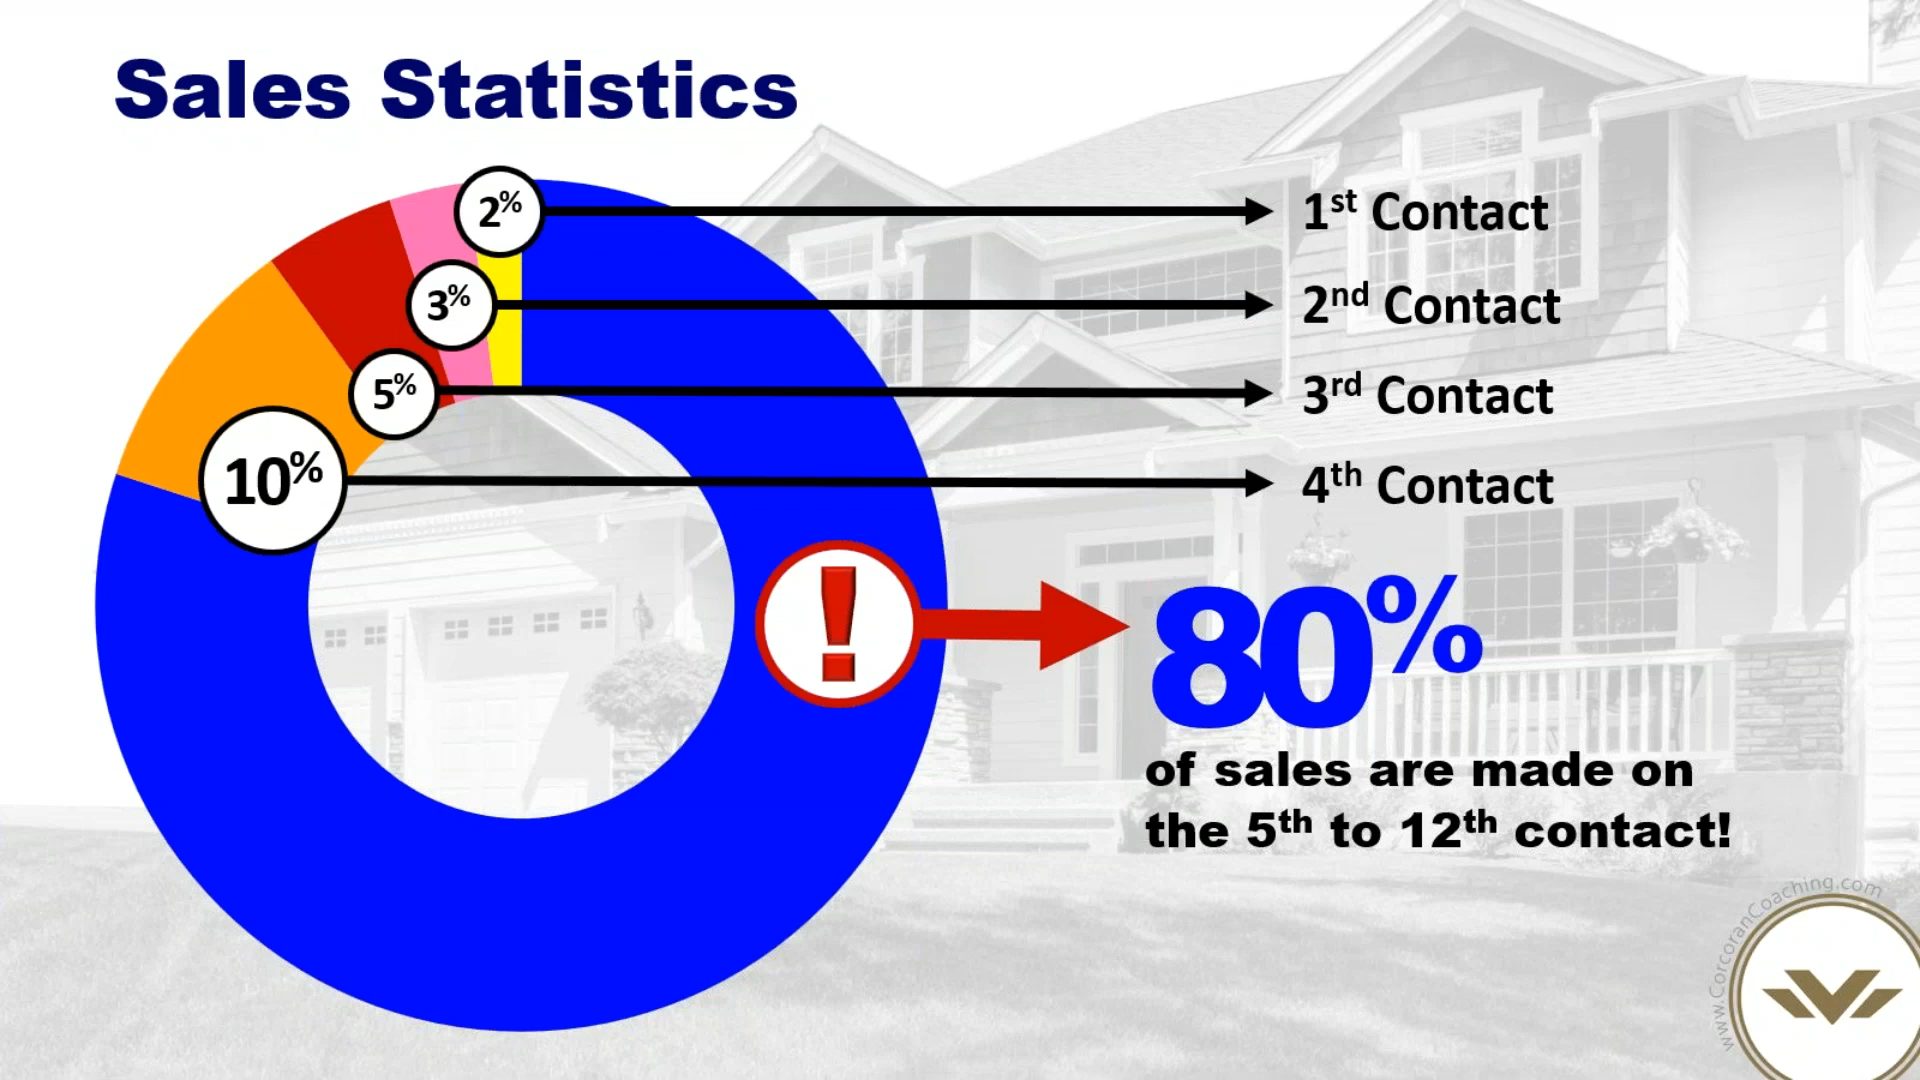 Sales Statistics
2%
1st Contact
3%
2nd Contact
5%
3rd Contact
10%
4th Contact
!
80%
of sales are made on
the 5th to 12th contact!
www.CorcoranCoaching.com